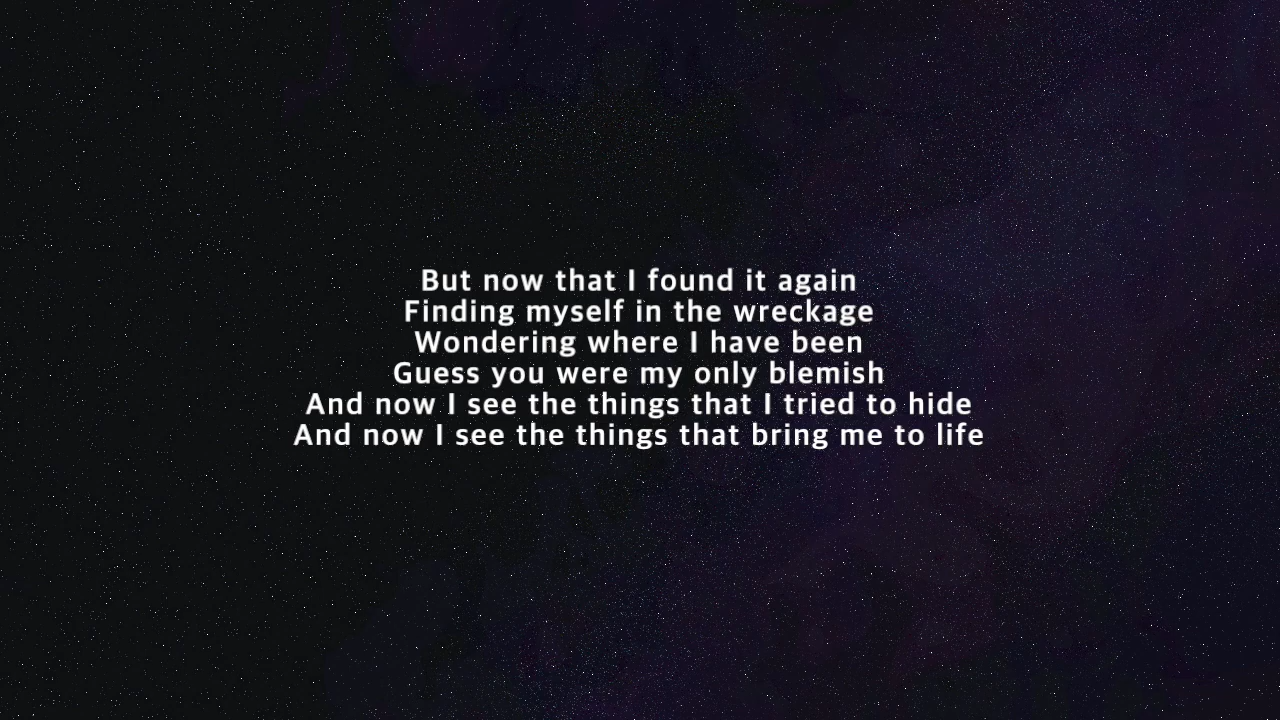 But now that I found it again
Finding myself in the wreckage
Wondering where I have been
Guess you were my only blemish
And now I see the things that I tried to hide
And now I see the things that bring me to life